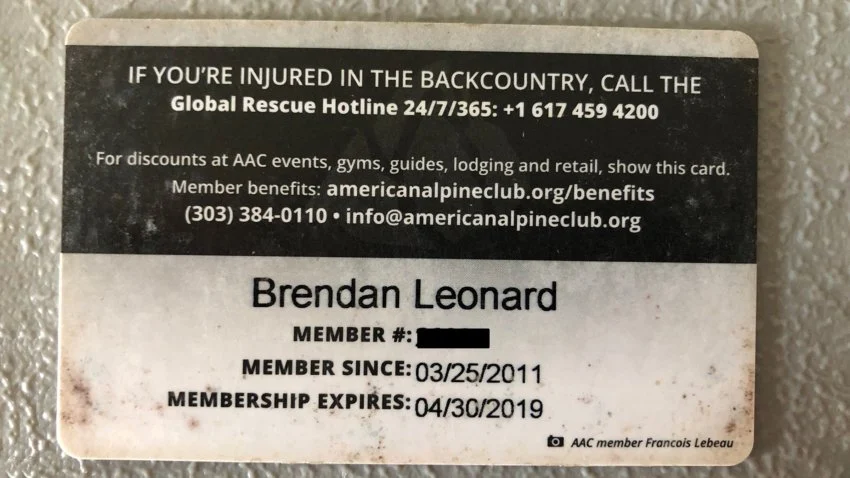 IF YOU'RE INJURED IN THE BACKCOUNTRY, CALL THE
Global Rescue Hotline 24/7/365: +1 617 459 4200
For discounts at AAC events, gyms, guides, lodging and retail, show this card.
Member benefits: americanalpineclub.org/benefits
(303) 384-0110 • info@americanalpineclub.org
Brendan Leonard
MEMBER #:
MEMBER SINCE: 03/25/2011
MEMBERSHIP EXPIRES: 04/30/2019
AAC member Francois Lebeau